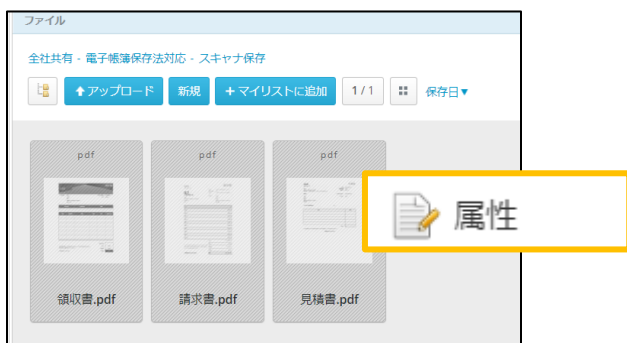 ファイル
全社共有 - 電子帳簿保存法対応 - スキャナ保存
アップロード 新規 +マイリストに追加 1 / 1 保存日▼
pdf pdf pdf
属性
領収書.pdf 請求書.pdf 見積書.pdf